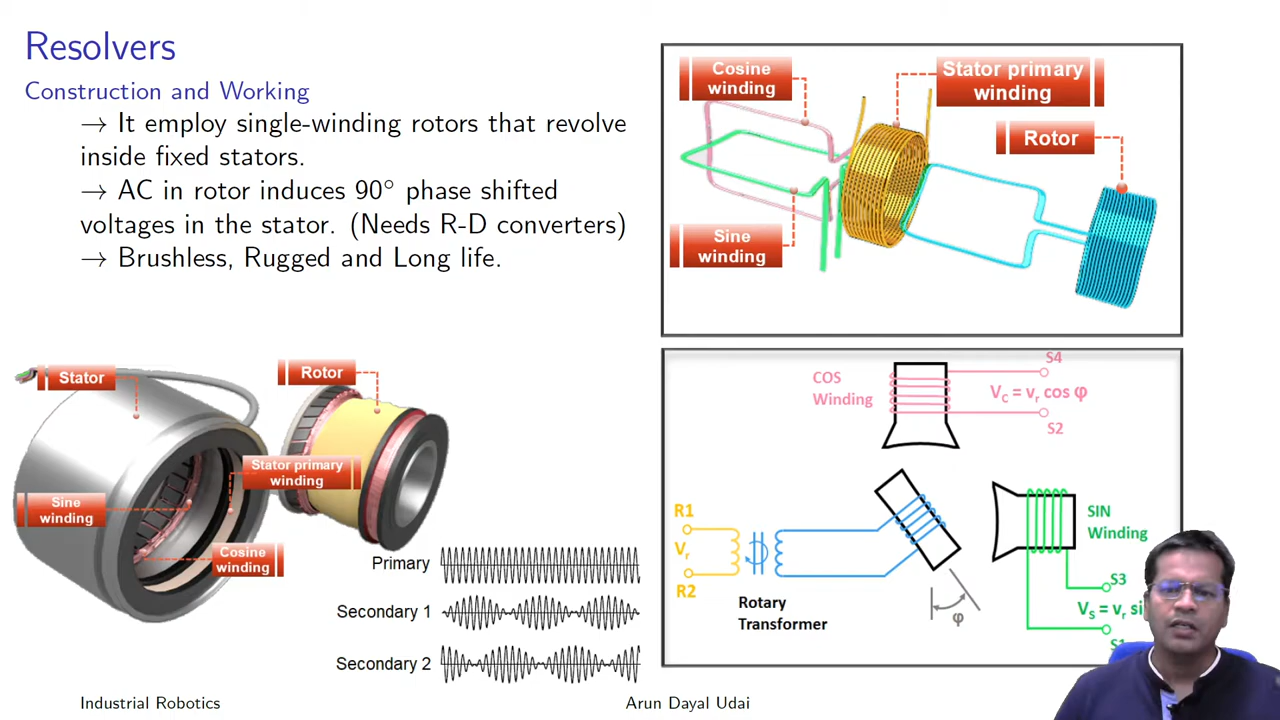 Resolvers
Construction and Working
→ It employ single-winding rotors that revolve
inside fixed stators.
→ AC in rotor induces 90° phase shifted
voltages in the stator. (Needs R-D converters)
→ Brushless, Rugged and Long life.
Cosine
winding
Stator primary
winding
Rotor
Sine
winding
Stator
Rotor
Stator primary
winding
Sine
winding
Cosine
winding
Primary
Secondary 1
Secondary 2
COS
Winding
S4
V_C = v_r cos φ
S2
R1
V_r
R2
Rotary
Transformer
φ
SIN
Winding
S3
V_S = v_r si
Industrial Robotics
Arun Dayal Udai